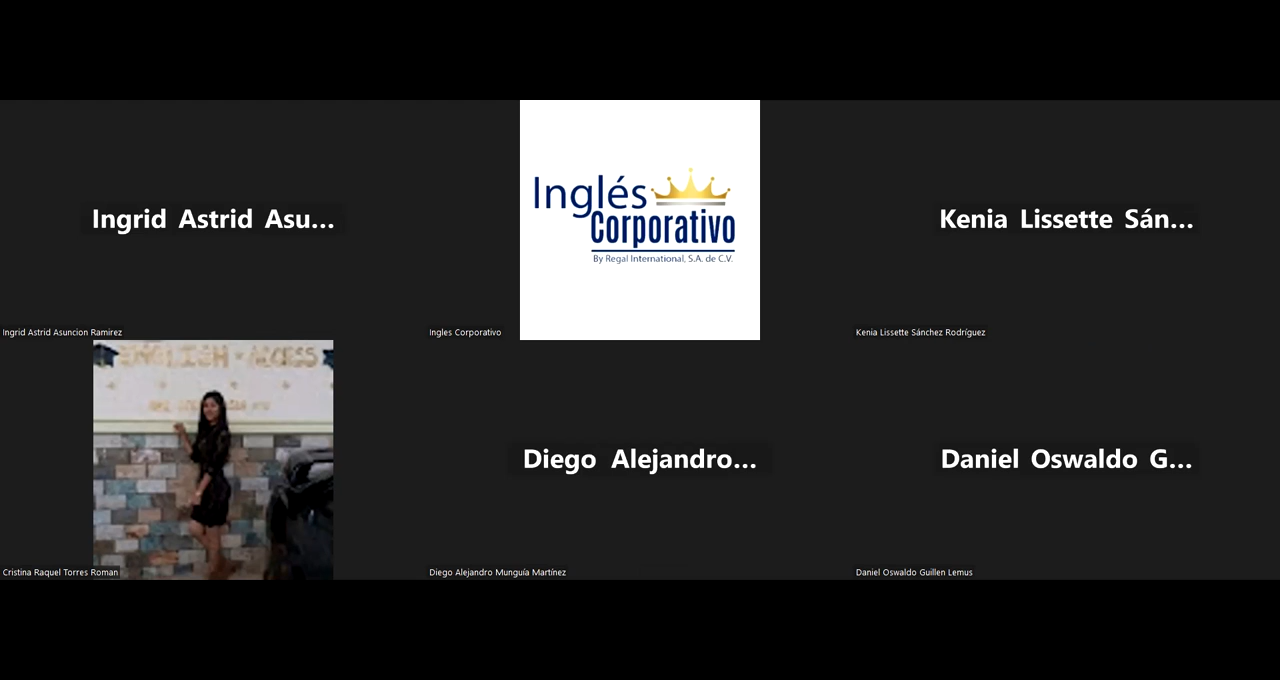 Ingrid Astrid Asu...
Inglés
Corporativo
By Regal International, S.A. de C.V.
Kenia Lissette Sán...
Ingrid Astrid Asuncion Ramirez
Ingles Corporativo
Kenia Lissette Sánchez Rodríguez
ENGLISH ACCESS
Diego Alejandro...
Daniel Oswaldo G...
Cristina Raquel Torres Roman
Diego Alejandro Munguía Martínez
Daniel Oswaldo Guillen Lemus